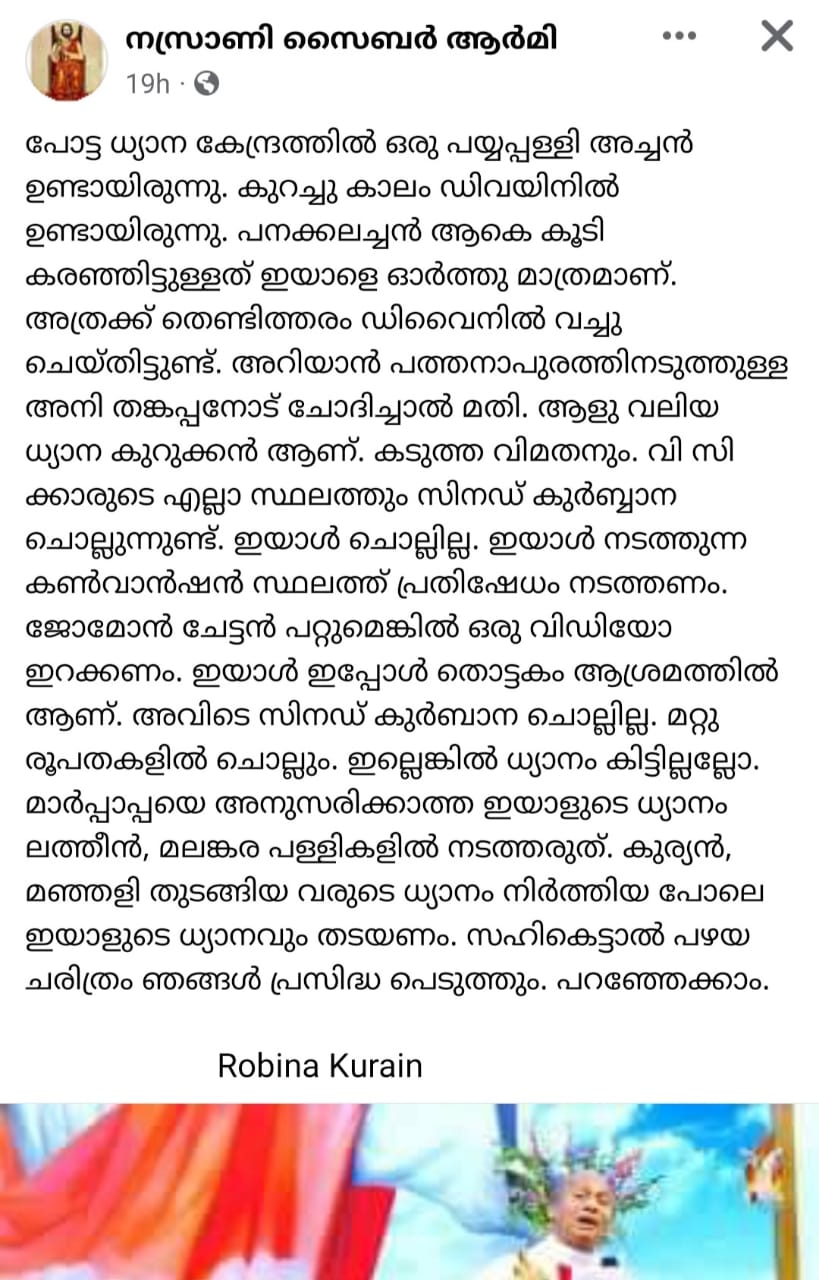 നസ്രാണി സൈബർ ആർമി
19h ·
പോട്ട ധ്യാന കേന്ദ്രത്തിൽ ഒരു പയ്യപ്പള്ളി അച്ചൻ
ഉണ്ടായിരുന്നു. കുറച്ചു കാലം ഡിവയിനിൽ
ഉണ്ടായിരുന്നു. പനക്കലച്ചൻ ആകെ കൂടി
കരഞ്ഞിട്ടുള്ളത് ഇയാളെ ഓർത്തു മാത്രമാണ്.
അത്രക്ക് തെണ്ടിത്തരം ഡിവൈനിൽ വച്ചു
ചെയ്തിട്ടുണ്ട്. അറിയാൻ പത്തനാപുരത്തിനടുത്തുള്ള
അനി തങ്കപ്പനോട് ചോദിച്ചാൽ മതി. ആളു വലിയ
ധ്യാന കുറുക്കൻ ആണ്. കടുത്ത വിമതനും. വി സി
ക്കാരുടെ എല്ലാ സ്ഥലത്തും സിനഡ് കുർബ്ബാന
ചൊല്ലുന്നുണ്ട്. ഇയാൾ ചൊല്ലില്ല. ഇയാൾ നടത്തുന്ന
കൺവാൻഷൻ സ്ഥലത്ത് പ്രതിഷേധം നടത്തണം.
ജോമോൻ ചേട്ടൻ പറ്റുമെങ്കിൽ ഒരു വിഡിയോ
ഇറക്കണം. ഇയാൾ ഇപ്പോൾ തൊട്ടകം ആശ്രമത്തിൽ
ആണ്. അവിടെ സിനഡ് കുർബാന ചൊല്ലില്ല. മറ്റു
രൂപതകളിൽ ചൊല്ലും. ഇല്ലെങ്കിൽ ധ്യാനം കിട്ടില്ലല്ലോ.
മാർപ്പാപ്പയെ അനുസരിക്കാത്ത ഇയാളുടെ ധ്യാനം
ലത്തീൻ, മലങ്കര പള്ളികളിൽ നടത്തരുത്. കുര്യൻ,
മഞ്ഞളി തുടങ്ങിയ വരുടെ ധ്യാനം നിർത്തിയ പോലെ
ഇയാളുടെ ധ്യാനവും തടയണം. സഹികെട്ടാൽ പഴയ
ചരിത്രം ഞങ്ങൾ പ്രസിദ്ധ പെടുത്തും. പറഞ്ഞേക്കാം.
Robina Kurain